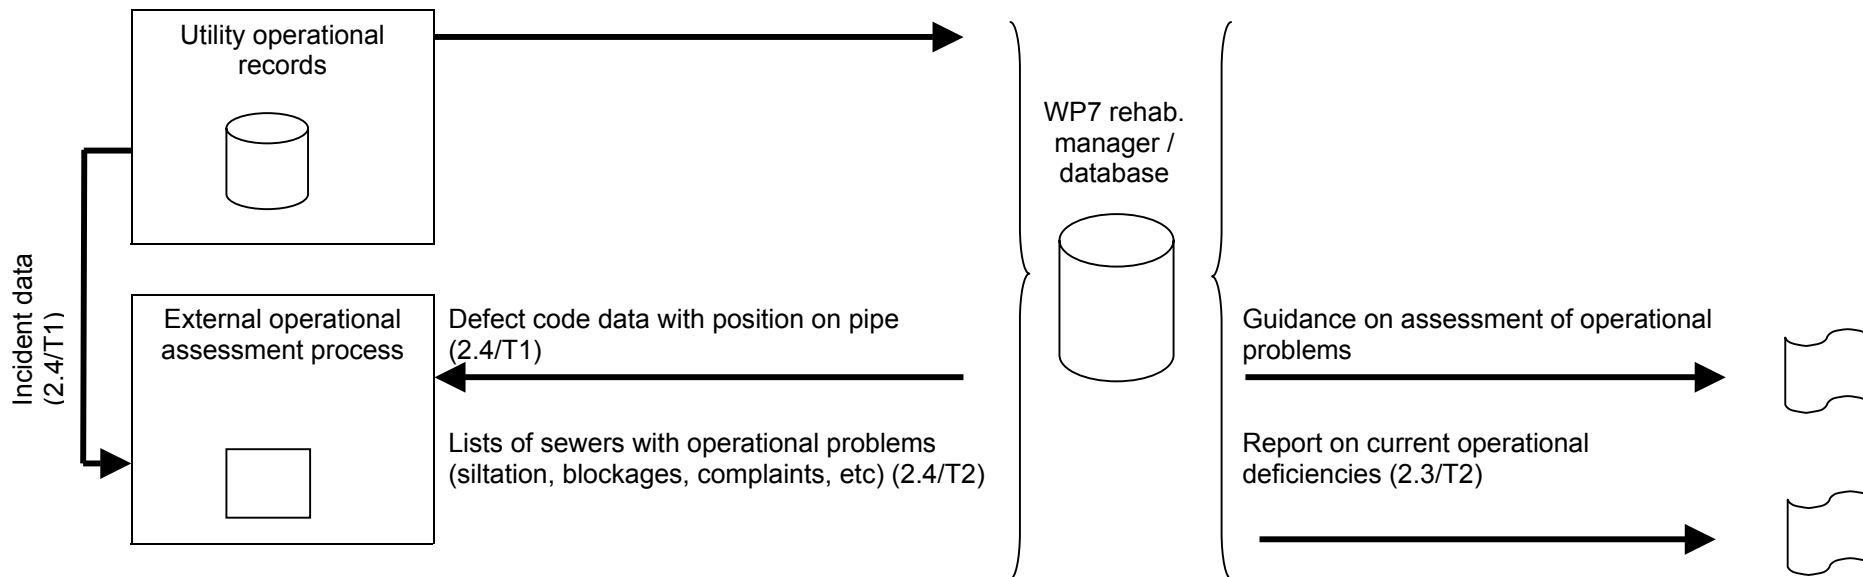 Utility operational
records
WP7 rehab.
manager /
database
Incident data
(2.4/T1)
External operational
assessment process
Defect code data with position on pipe
(2.4/T1)
Lists of sewers with operational problems
(siltation, blockages, complaints, etc) (2.4/T2)
Guidance on assessment of operational
problems
Report on current operational
deficiencies (2.3/T2)